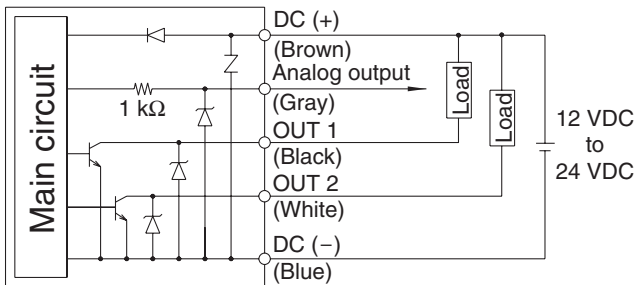 Main circuit
DC (+)
(Brown)
Analog output
1 kΩ
(Gray)
OUT 1
(Black)
OUT 2
(White)
DC (−)
(Blue)
Load
Load
12 VDC
to
24 VDC